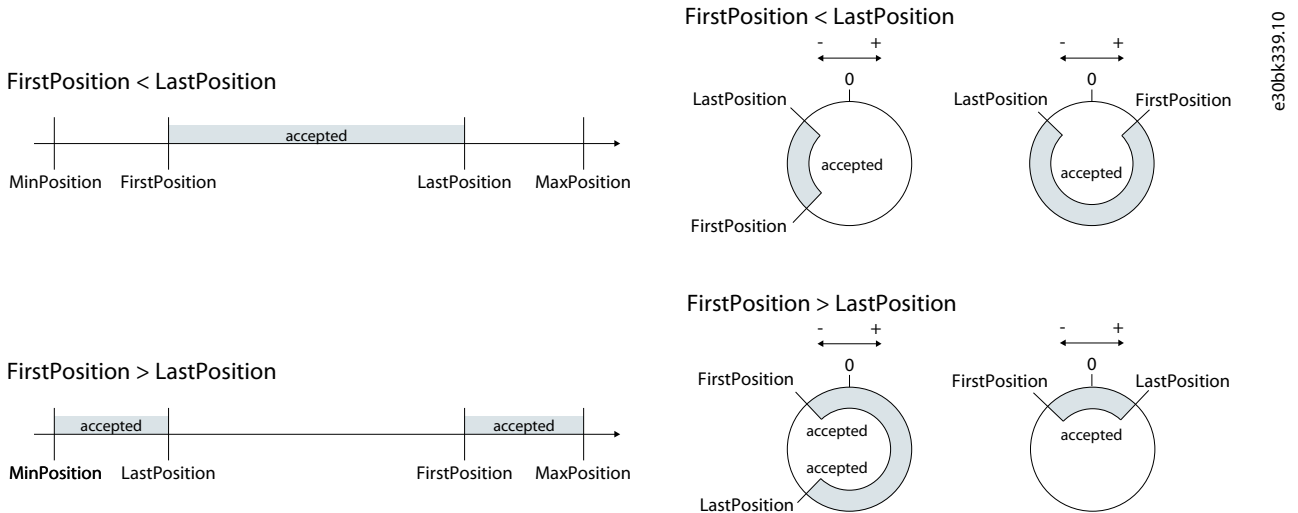 FirstPosition < LastPosition
accepted
MinPosition FirstPosition LastPosition MaxPosition
FirstPosition > LastPosition
accepted accepted
MinPosition LastPosition FirstPosition MaxPosition
FirstPosition < LastPosition
- +
0
LastPosition
accepted
FirstPosition
- +
0
LastPosition FirstPosition
accepted
FirstPosition > LastPosition
- +
0
FirstPosition
accepted
accepted
LastPosition
- +
0
FirstPosition LastPosition
accepted
e30bk339.10